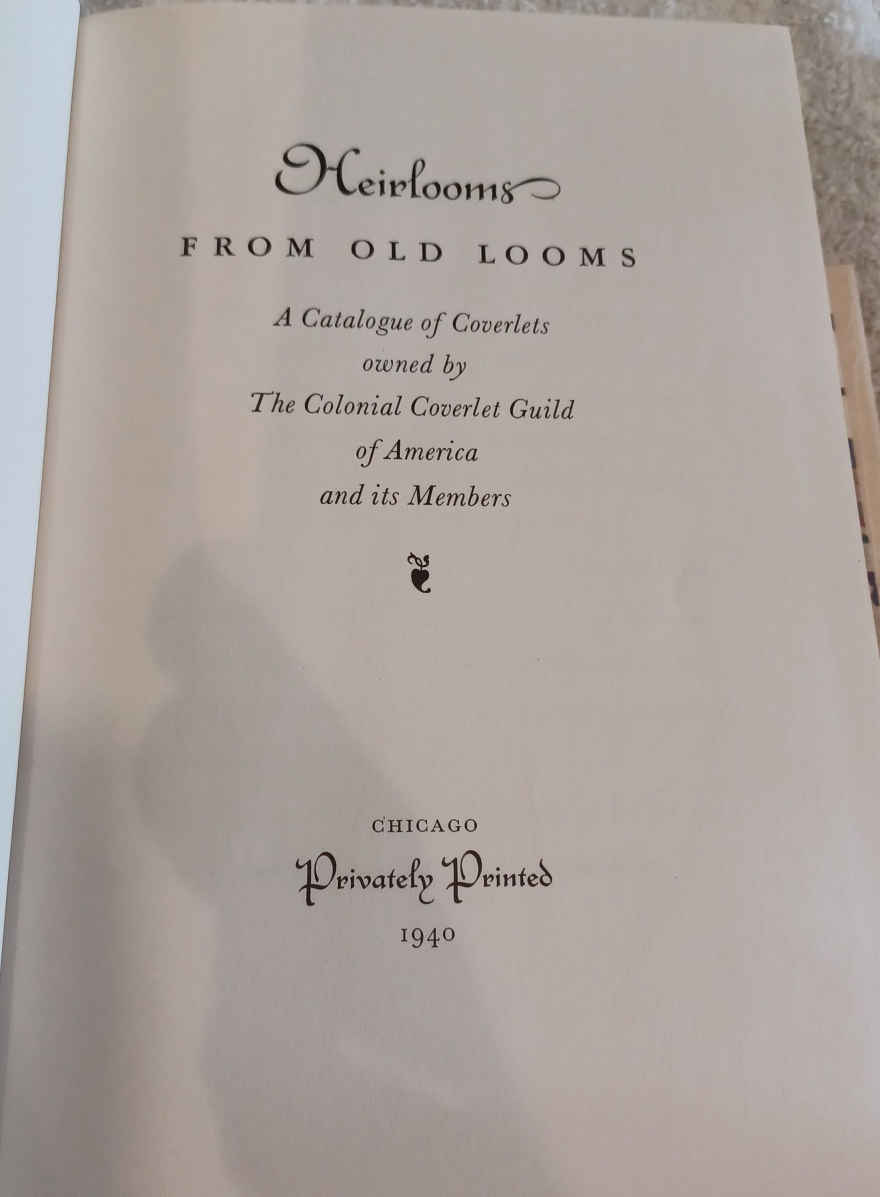 Heirlooms
FROM OLD LOOMS
A Catalogue of Coverlets
owned by
The Colonial Coverlet Guild
of America
and its Members
CHICAGO
Privately Printed
1940